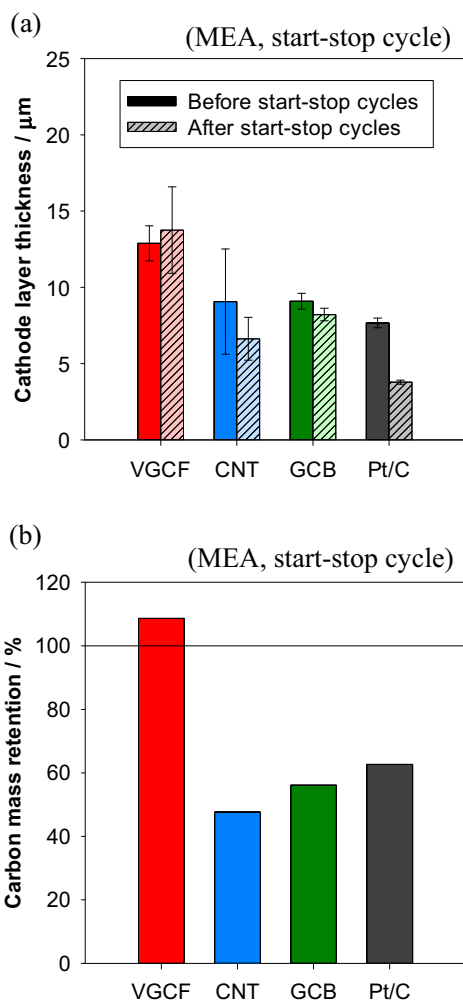 (a)
(MEA, start-stop cycle)
25
20
15
10
5
0
Cathode layer thickness / μm
Before start-stop cycles
After start-stop cycles
VGCF CNT GCB Pt/C
(b)
(MEA, start-stop cycle)
120
100
80
60
40
20
0
Carbon mass retention / %
VGCF CNT GCB Pt/C